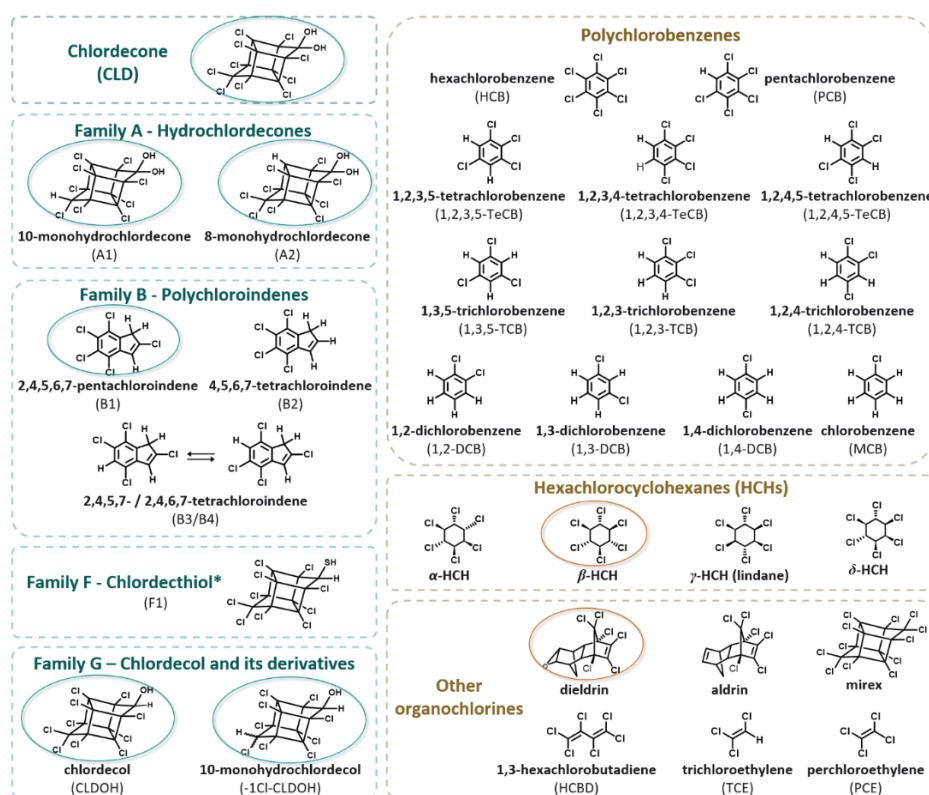 Chlordecone
(CLD)
Family A - Hydrochlordecones
10-monohydrochlordecone
(A1)
8-monohydrochlordecone
(A2)
Family B - Polychloroindenes
2,4,5,6,7-pentachloroindene
(B1)
4,5,6,7-tetrachloroindene
(B2)
2,4,5,7- / 2,4,6,7-tetrachloroindene
(B3/B4)
Family F - Chlordecthiol*
(F1)
Family G – Chlordecol and its derivatives
chlordecol
(CLDOH)
10-monohydrochlordecol
(-1Cl-CLDOH)
Polychlorobenzenes
hexachlorobenzene
(HCB)
pentachlorobenzene
(PCB)
1,2,3,5-tetrachlorobenzene
(1,2,3,5-TeCB)
1,2,3,4-tetrachlorobenzene
(1,2,3,4-TeCB)
1,2,4,5-tetrachlorobenzene
(1,2,4,5-TeCB)
1,3,5-trichlorobenzene
(1,3,5-TCB)
1,2,3-trichlorobenzene
(1,2,3-TCB)
1,2,4-trichlorobenzene
(1,2,4-TCB)
1,2-dichlorobenzene
(1,2-DCB)
1,3-dichlorobenzene
(1,3-DCB)
1,4-dichlorobenzene
(1,4-DCB)
chlorobenzene
(MCB)
Hexachlorocyclohexanes (HCHs)
α-HCH
β-HCH
γ-HCH (lindane)
δ-HCH
Other
organochlorines
dieldrin
aldrin
mirex
1,3-hexachlorobutadiene
(HCBD)
trichloroethylene
(TCE)
perchloroethylene
(PCE)